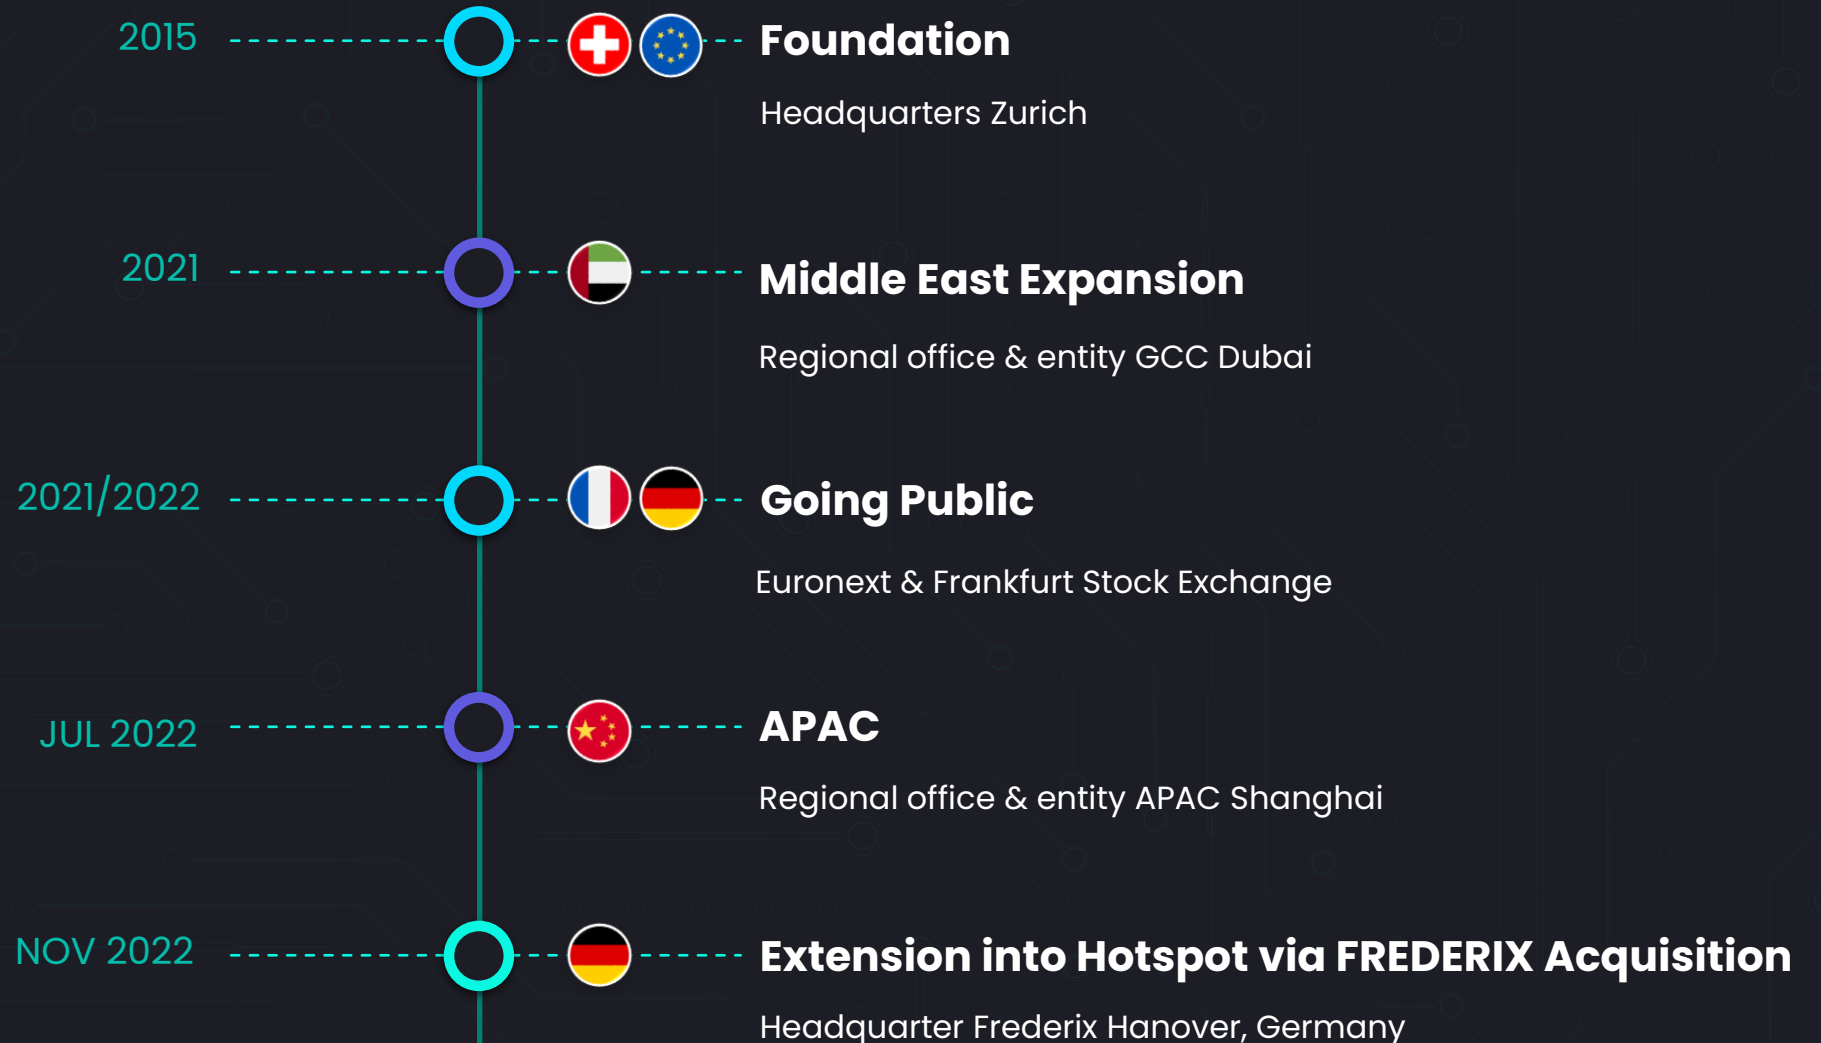 2015
Foundation
Headquarters Zurich
2021
Middle East Expansion
Regional office & entity GCC Dubai
2021/2022
Going Public
Euronext & Frankfurt Stock Exchange
JUL 2022
APAC
Regional office & entity APAC Shanghai
NOV 2022
Extension into Hotspot via FREDERIX Acquisition
Headquarter Frederix Hanover, Germany